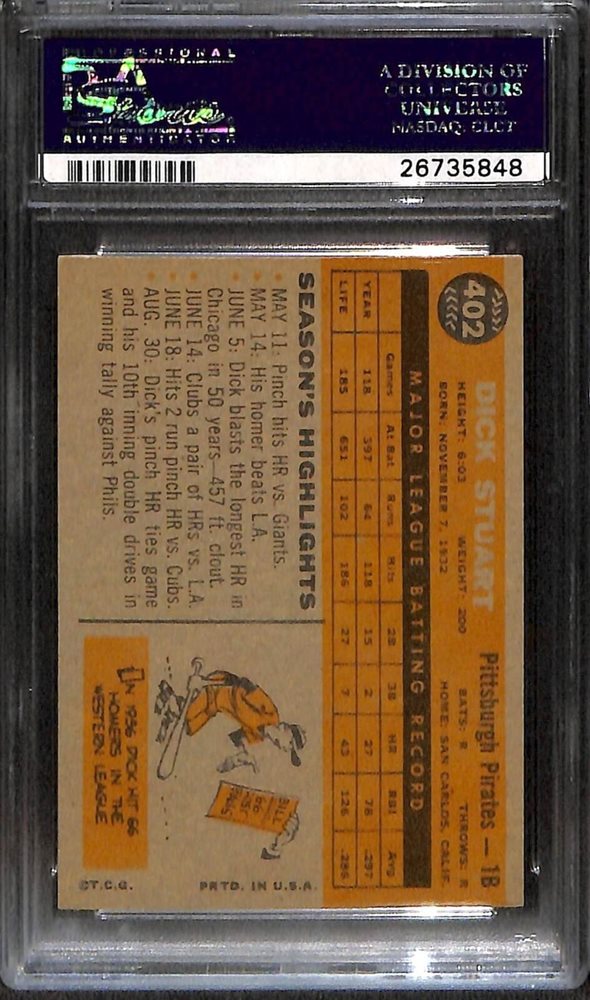 PROFESSIONAL
AUTHENTICATOR
A DIVISION OF
COLLECTORS
UNIVERSE
NASDAQ: CLCT
26735848
402
DICK STUART
Pittsburgh Pirates — 1B
HEIGHT: 6:03 WEIGHT: 200 BATS: R THROWS: R
BORN: NOVEMBER 7, 1932 HOME: SAN CARLOS, CALIF.
MAJOR LEAGUE BATTING RECORD
Games At Bat Runs Hits 2B 3B HR RBI Avg.
YEAR 118 397 64 118 15 2 27 78 .297
LIFE 185 651 102 186 27 7 43 126 .286
SEASON'S HIGHLIGHTS
• MAY 11: Pinch hits HR vs. Giants.
• MAY 14: His homer beats L.A.
• JUNE 5: Dick blasts the longest HR in
Chicago in 50 years—457 ft. clout.
• JUNE 14: Clubs a pair of HRs vs. L.A.
• JUNE 18: Hits 2 run pinch HR vs. Cubs.
• AUG. 30: Dick's pinch HR ties game
and his 10th inning double drives in
winning tally against Phils.
BILL
FOR
LOST
BALLS
IN 1956 DICK HIT 66
HOMERS IN THE
WESTERN LEAGUE
©T.C.G.
PRTD. IN U.S.A.